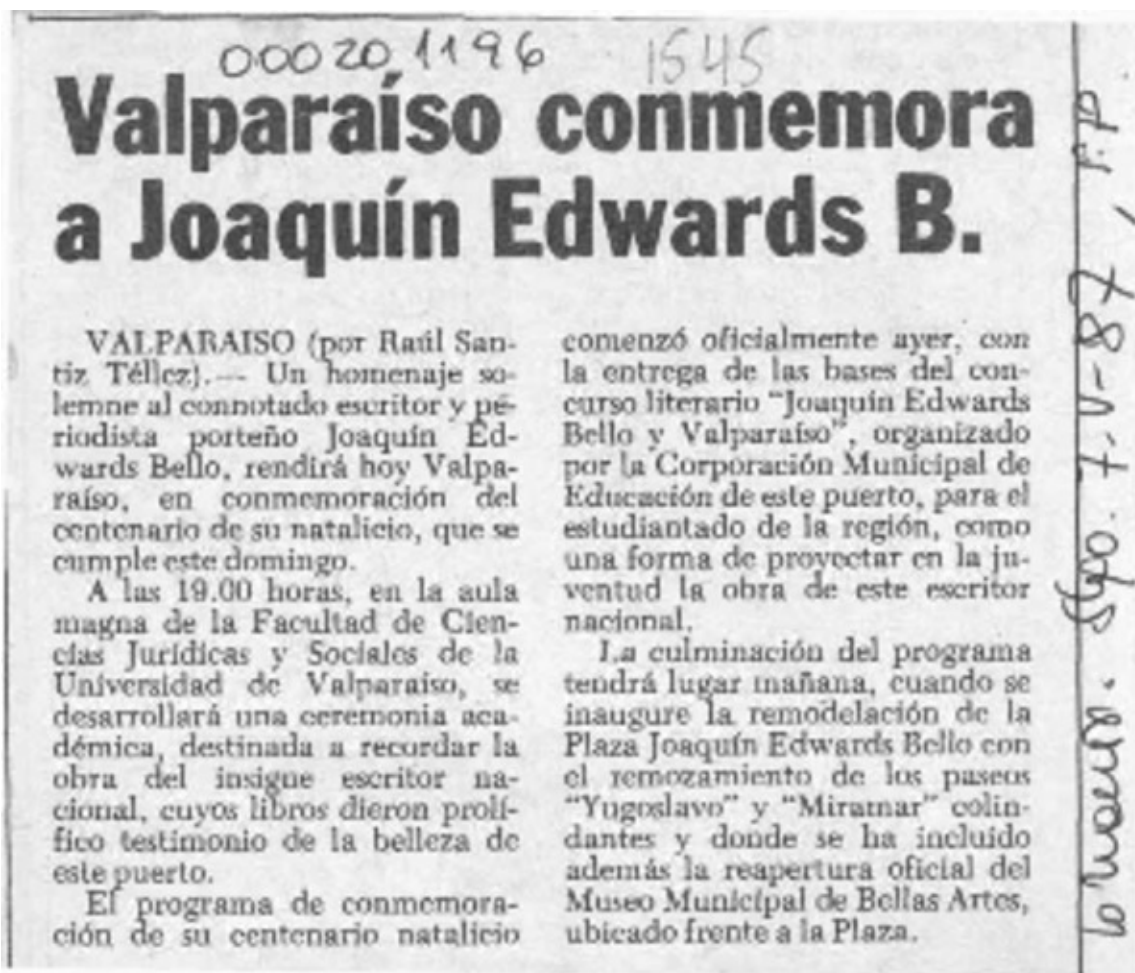 000201196 1545
Valparaíso conmemora
a Joaquín Edwards B.
VALPARAISO (por Raúl San-
tiz Téllez).— Un homenaje so-
lemne al connotado escritor y pe-
riodista porteño Joaquín Ed-
wards Bello, rendirá hoy Valpa-
raíso, en conmemoración del
centenario de su natalicio, que se
cumple este domingo.
A las 19.00 horas, en la aula
magna de la Facultad de Cien-
cias Jurídicas y Sociales de la
Universidad de Valparaíso, se
desarrollará una ceremonia aca-
démica, destinada a recordar la
obra del insigne escritor na-
cional, cuyos libros dieron prolí-
fico testimonio de la belleza de
este puerto.
El programa de conmemora-
ción de su centenario natalicio
comenzó oficialmente ayer, con
la entrega de las bases del con-
curso literario "Joaquín Edwards
Bello y Valparaíso", organizado
por la Corporación Municipal de
Educación de este puerto, para el
estudiantado de la región, como
una forma de proyectar en la ju-
ventud la obra de este escritor
nacional.
La culminación del programa
tendrá lugar mañana, cuando se
inaugure la remodelación de la
Plaza Joaquín Edwards Bello con
el remozamiento de los paseos
"Yugoslavo" y "Miramar" colin-
dantes y donde se ha incluido
además la reapertura oficial del
Museo Municipal de Bellas Artes,
ubicado frente a la Plaza.
Stgo. 7-V-87